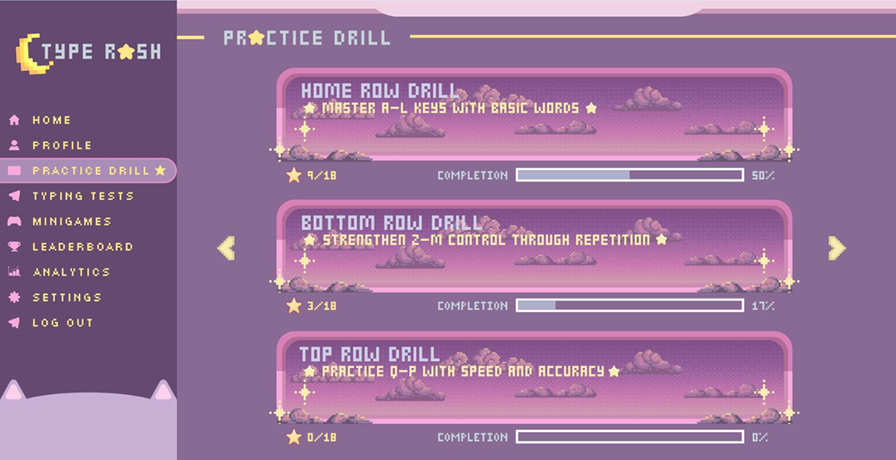 TYPE RUSH
HOME
PROFILE
PRACTICE DRILL
TYPING TESTS
MINIGAMES
LEADERBOARD
ANALYTICS
SETTINGS
LOG OUT
PRACTICE DRILL
HOME ROW DRILL
MASTER A-L KEYS WITH BASIC WORDS
9/18
COMPLETION
50%
BOTTOM ROW DRILL
STRENGTHEN Z-M CONTROL THROUGH REPETITION
3/18
COMPLETION
17%
TOP ROW DRILL
PRACTICE Q-P WITH SPEED AND ACCURACY
0/18
COMPLETION
0%